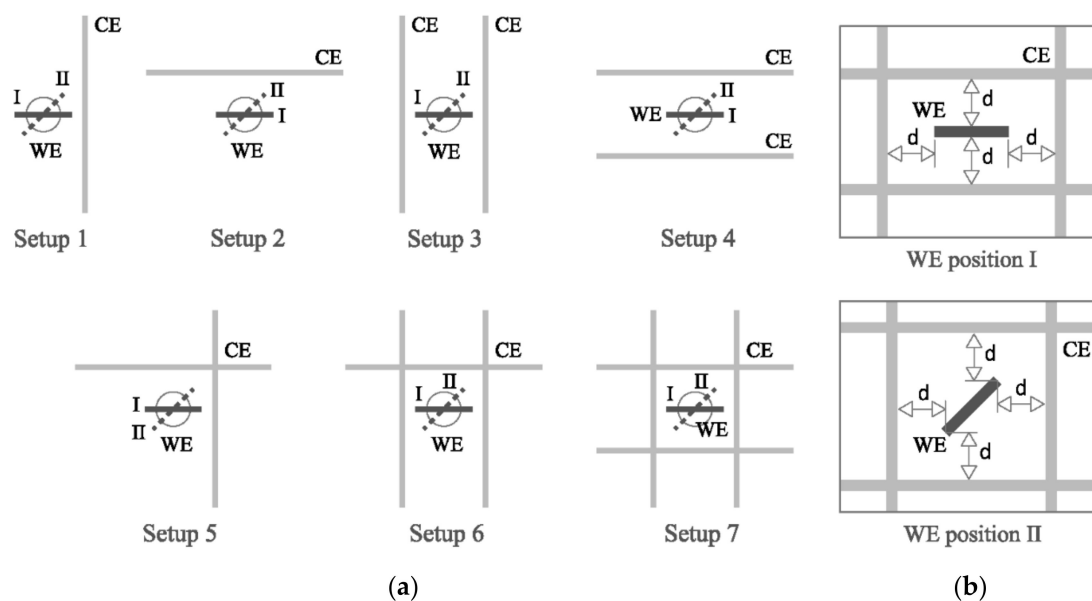 CE
II
I
WE
Setup 1
CE
II
I
WE
Setup 2
CE CE
II
I
WE
Setup 3
CE
II
WE I
CE
Setup 4
CE
d
WE
d d
d
WE position I
CE
I
II
WE
Setup 5
CE
II
I
WE
Setup 6
CE
II
I
WE
Setup 7
CE
d
d d
WE
d
WE position II
(a) (b)